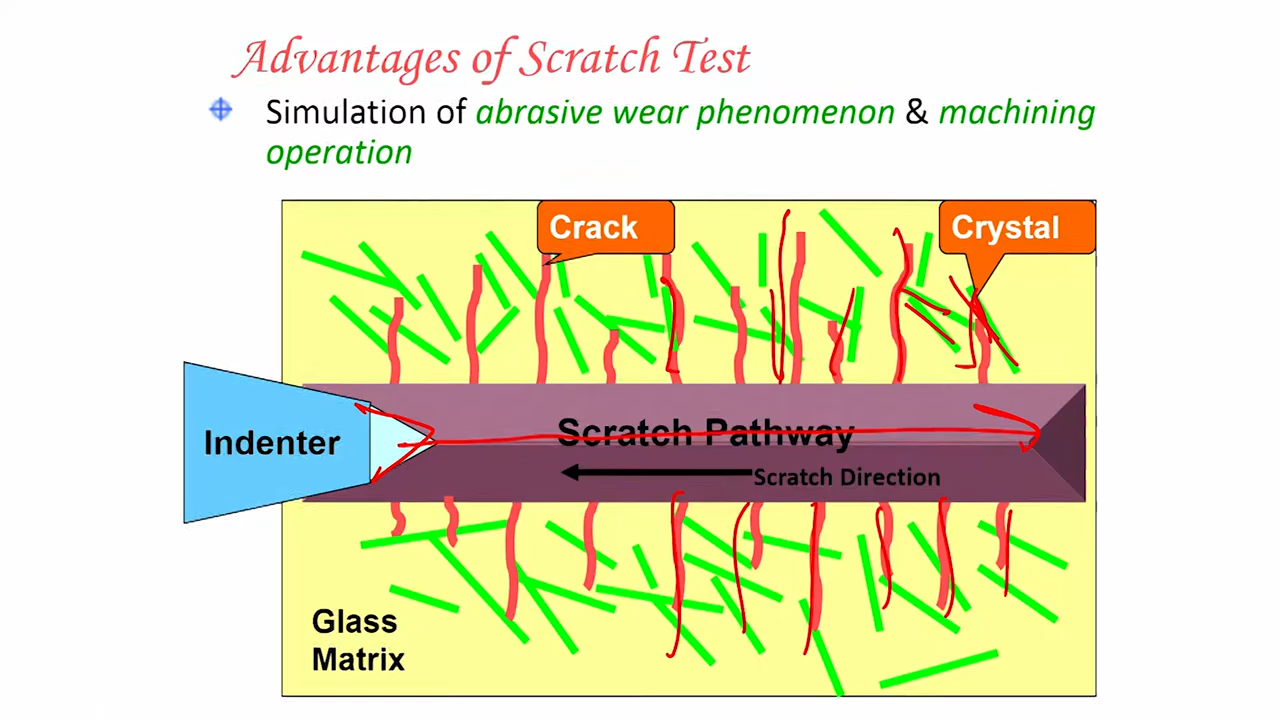 Advantages of Scratch Test
Simulation of abrasive wear phenomenon & machining
operation
Crack
Crystal
Indenter
Scratch Pathway
Scratch Direction
Glass
Matrix